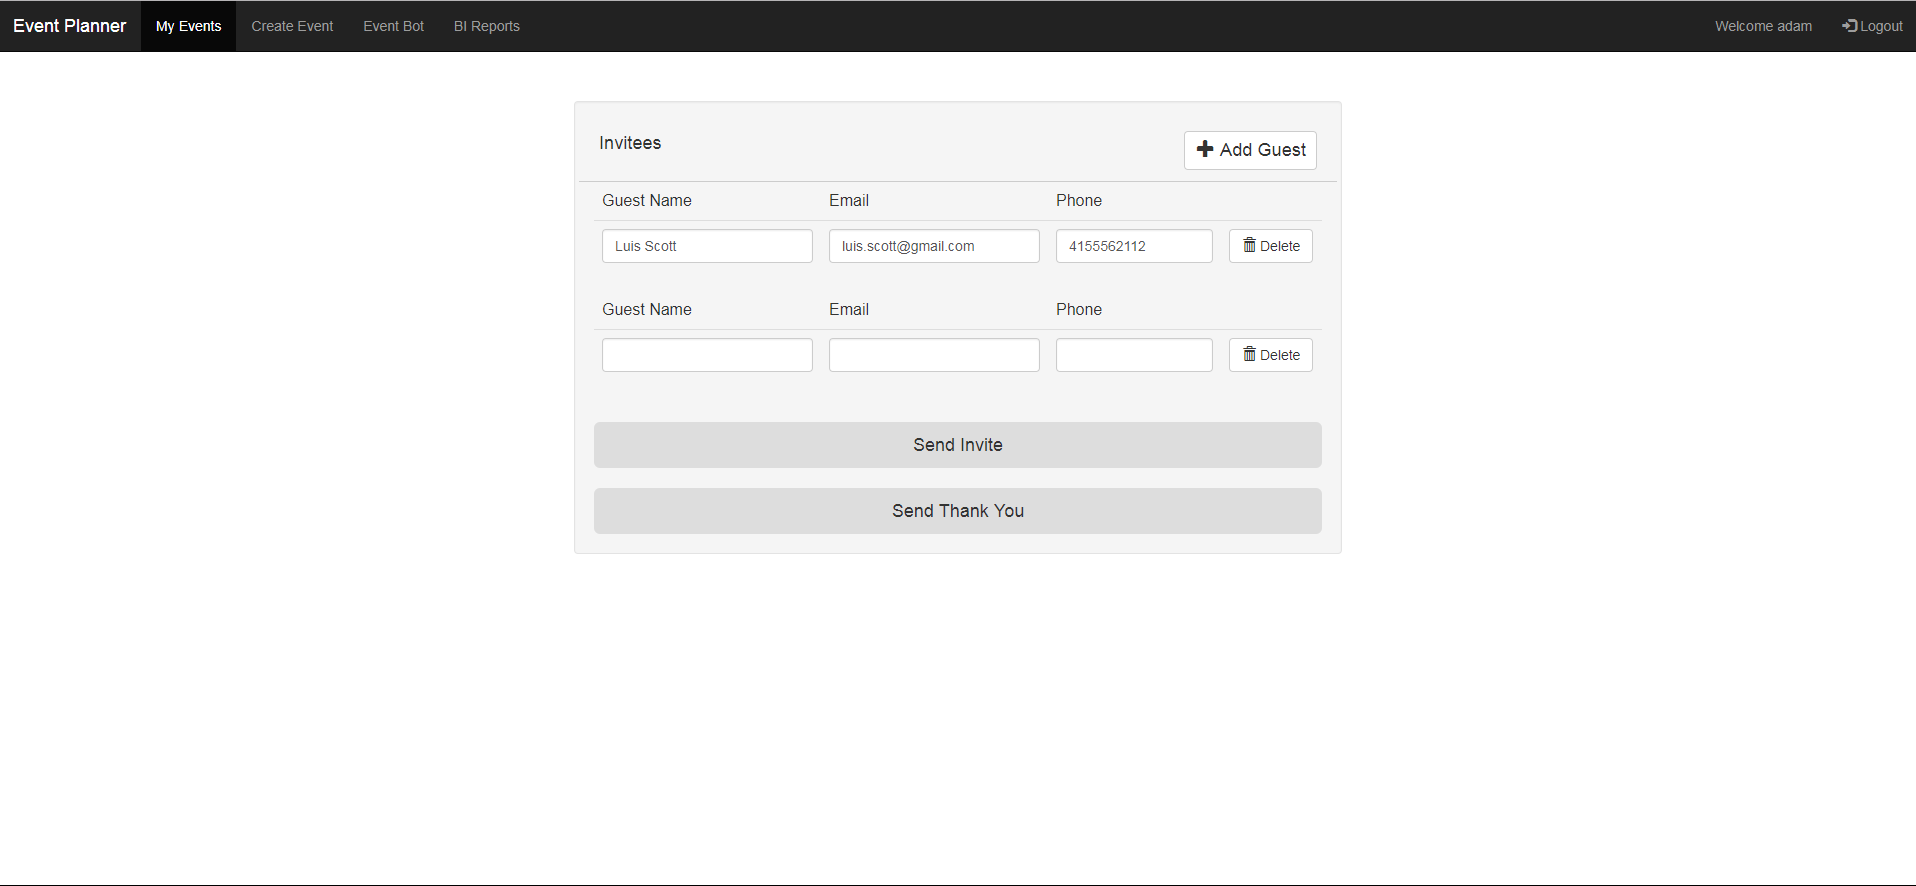 Event Planner My Events Create Event Event Bot BI Reports Welcome adam Logout
Invitees Add Guest
Guest Name Email Phone
Luis Scott luis.scott@gmail.com 4155562112 Delete
Guest Name Email Phone
Delete
Send Invite
Send Thank You